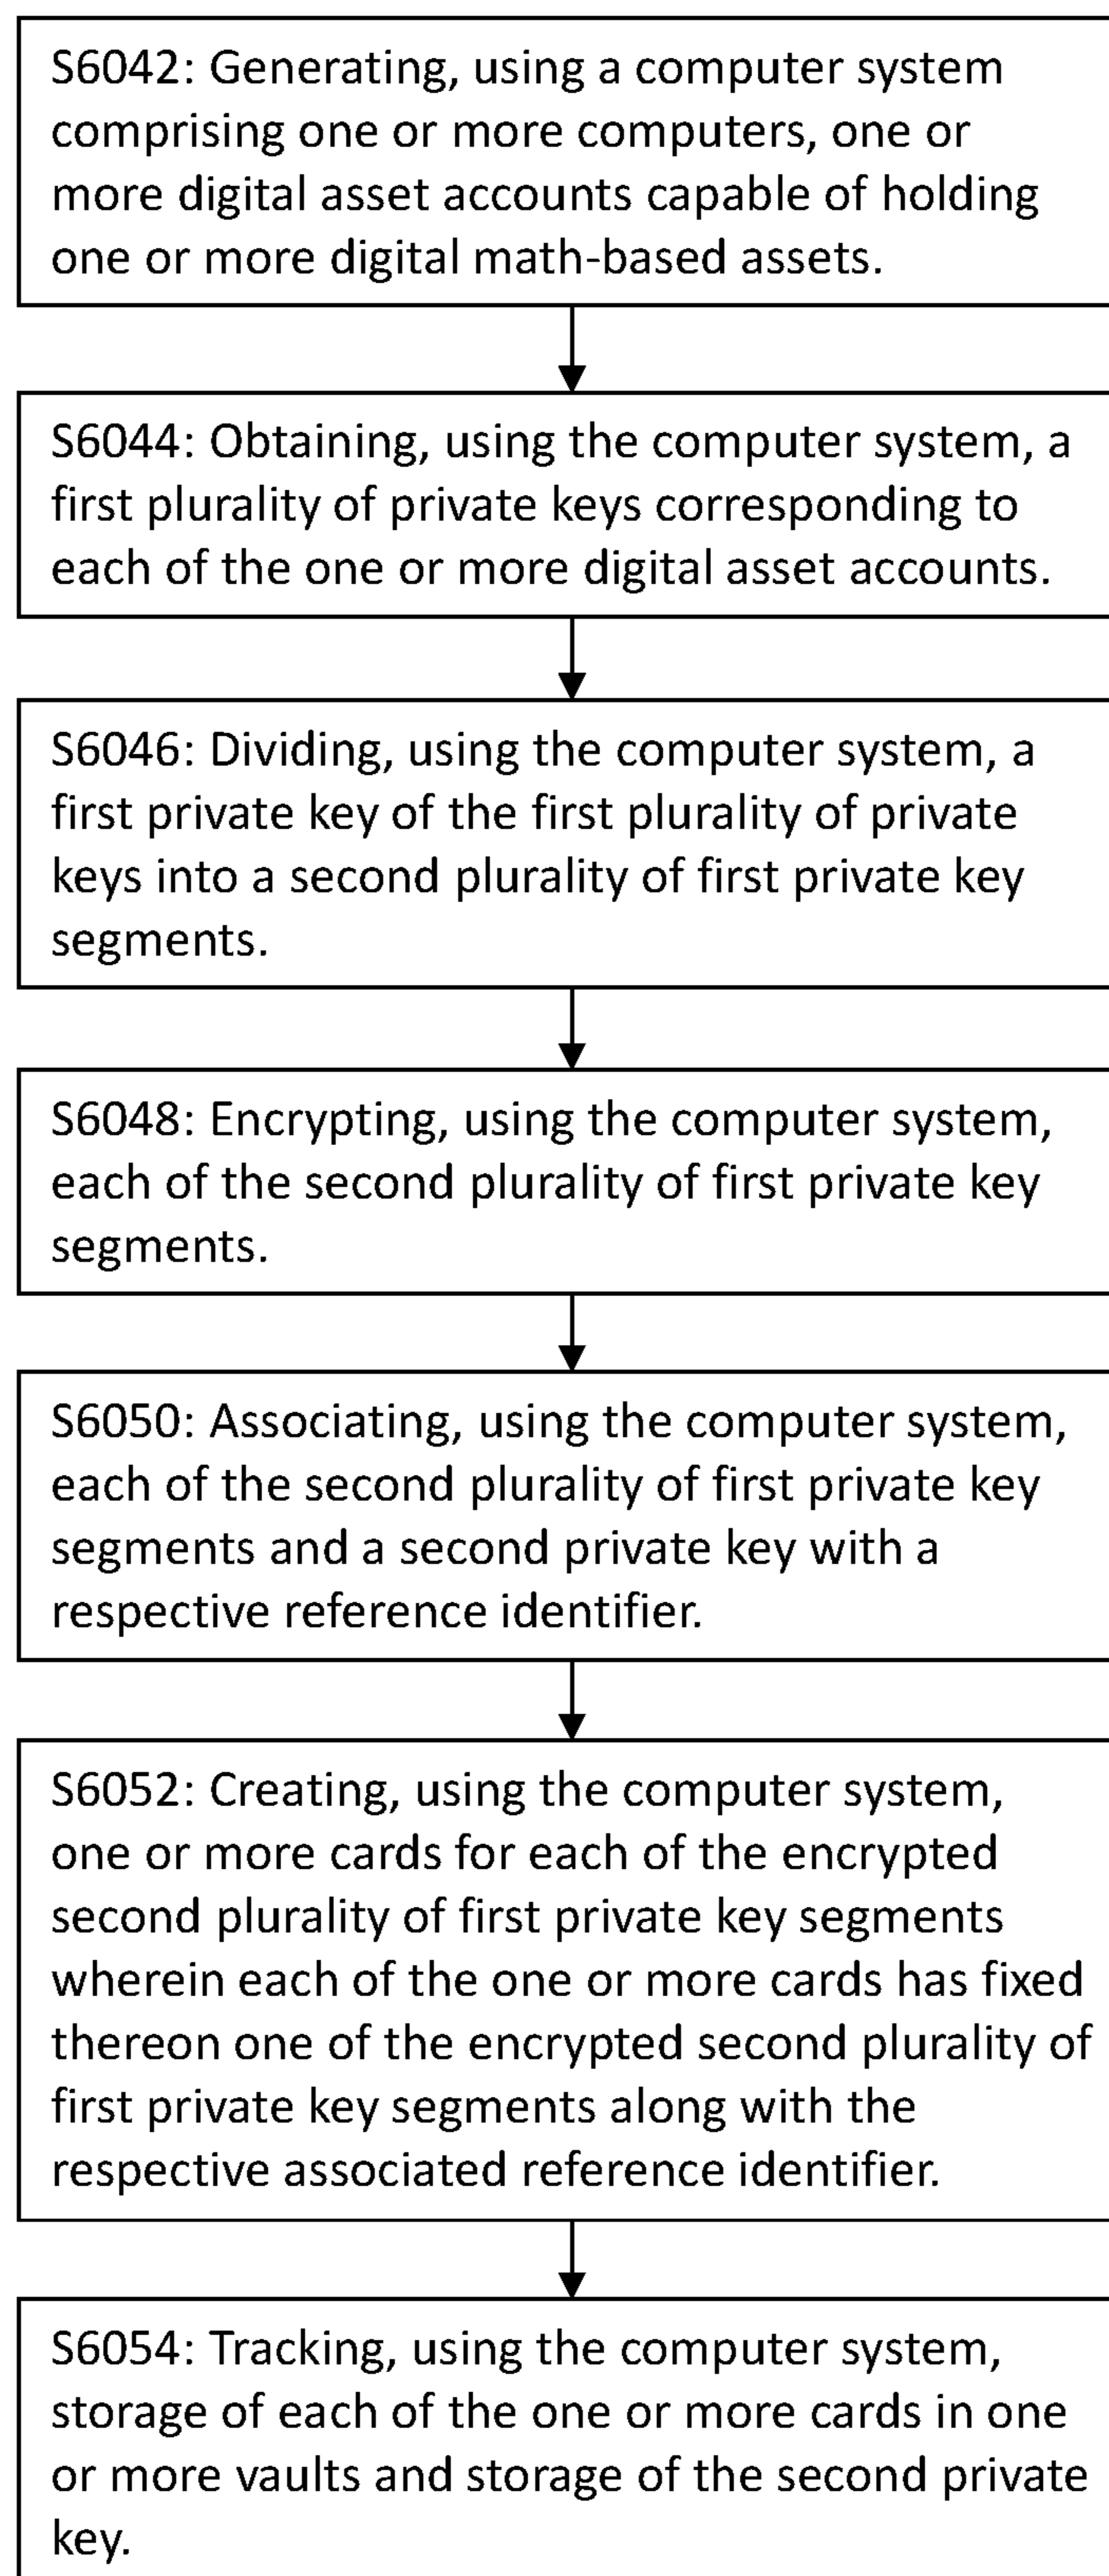 S6042: Generating, using a computer system
comprising one or more computers, one or
more digital asset accounts capable of holding
one or more digital math-based assets.
S6044: Obtaining, using the computer system, a
first plurality of private keys corresponding to
each of the one or more digital asset accounts.
S6046: Dividing, using the computer system, a
first private key of the first plurality of private
keys into a second plurality of first private key
segments.
S6048: Encrypting, using the computer system,
each of the second plurality of first private key
segments.
S6050: Associating, using the computer system,
each of the second plurality of first private key
segments and a second private key with a
respective reference identifier.
S6052: Creating, using the computer system,
one or more cards for each of the encrypted
second plurality of first private key segments
wherein each of the one or more cards has fixed
thereon one of the encrypted second plurality of
first private key segments along with the
respective associated reference identifier.
S6054: Tracking, using the computer system,
storage of each of the one or more cards in one
or more vaults and storage of the second private
key.